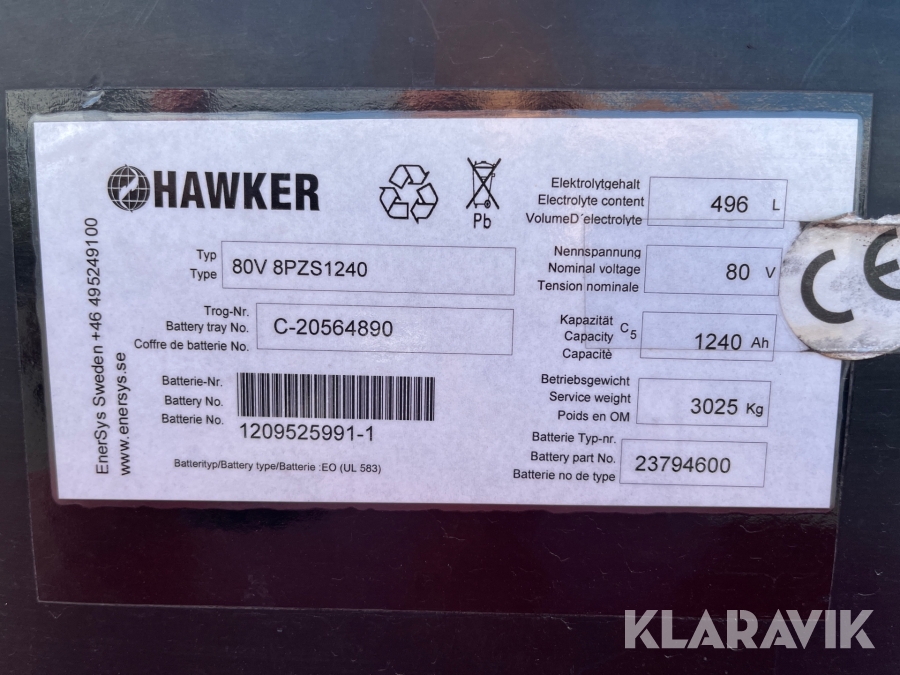 HAWKER
Pb
Typ
Type
80V 8PZS1240
Trog-Nr.
Battery tray No.
Coffre de batterie No.
C-20564890
Batterie-Nr.
Battery No.
Batterie No.
1209525991-1
Batterityp/Battery type/Batterie :EO (UL 583)
EnerSys Sweden +46 495249100
www.enersys.se
Elektrolytgehalt
Electrolyte content
VolumeD´electrolyte
496 L
Nennspannung
Nominal voltage
Tension nominale
80 V
Kapazität
Capacity C5
Capacitè
1240 Ah
Betriebsgewicht
Service weight
Poids en OM
3025 Kg
Batterie Typ-nr.
Battery part No.
Batterie no de type
23794600
CE
KLARAVIK